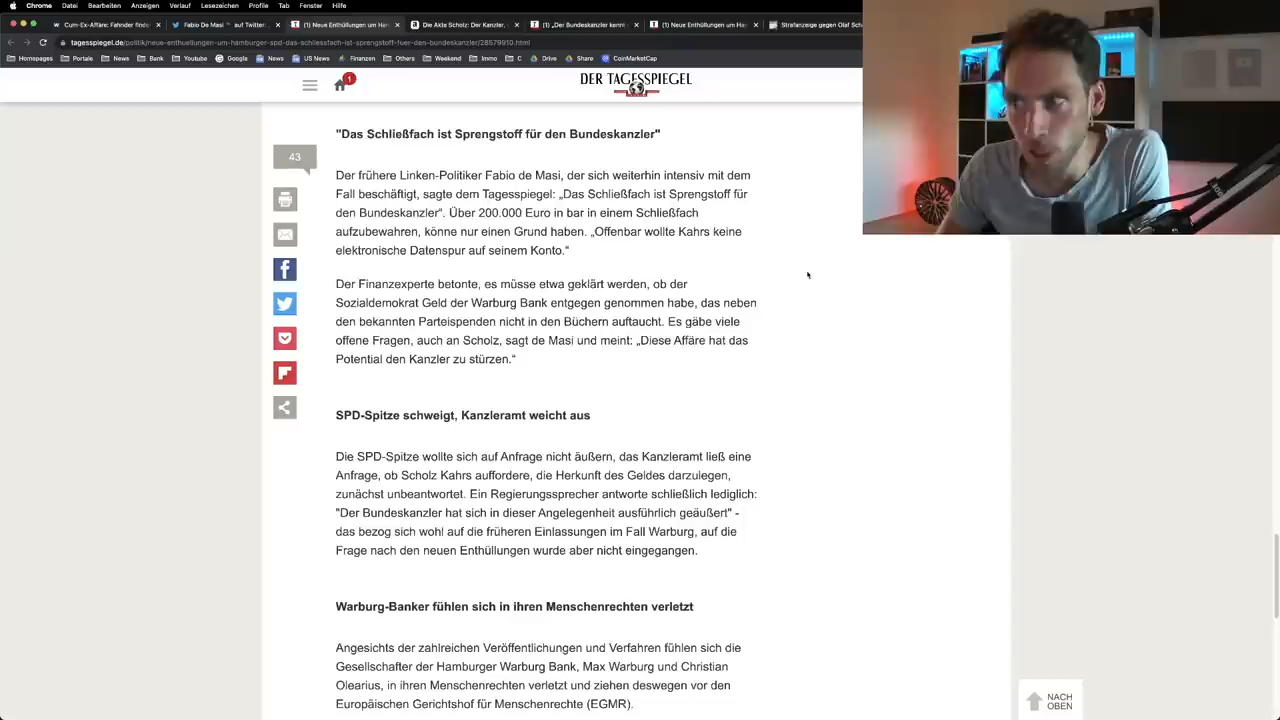 Chrome Datei Bearbeiten Anzeigen Verlauf Lesezeichen Profile Tab Fenster Hilfe
Cum-Ex-Affäre: Fahnder finde Fabio De Masi auf Twitter: (1) Neue Enthüllungen um Ham Die Akte Scholz: Der Kanzler, (1) „Der Bundeskanzler kennt (1) Neue Enthüllungen um Ha Strafanzeige gegen Olaf Sch
tagesspiegel.de/politik/neue-enthuellungen-um-hamburger-spd-das-schliessfach-ist-sprengstoff-fuer-den-bundeskanzler/28579910.html
Homepages Portale News Bank Youtube Google News US News Finanzen Others Weekend Immo C Drive Share CoinMarketCap
1
DER TAGESSPIEGEL
"Das Schließfach ist Sprengstoff für den Bundeskanzler"
43
Der frühere Linken-Politiker Fabio de Masi, der sich weiterhin intensiv mit dem
Fall beschäftigt, sagte dem Tagesspiegel: „Das Schließfach ist Sprengstoff für
den Bundeskanzler“. Über 200.000 Euro in bar in einem Schließfach
aufzubewahren, könne nur einen Grund haben. „Offenbar wollte Kahrs keine
elektronische Datenspur auf seinem Konto.“
Der Finanzexperte betonte, es müsse etwa geklärt werden, ob der
Sozialdemokrat Geld der Warburg Bank entgegen genommen habe, das neben
den bekannten Parteispenden nicht in den Büchern auftaucht. Es gäbe viele
offene Fragen, auch an Scholz, sagt de Masi und meint: „Diese Affäre hat das
Potential den Kanzler zu stürzen.“
SPD-Spitze schweigt, Kanzleramt weicht aus
Die SPD-Spitze wollte sich auf Anfrage nicht äußern, das Kanzleramt ließ eine
Anfrage, ob Scholz Kahrs auffordere, die Herkunft des Geldes darzulegen,
zunächst unbeantwortet. Ein Regierungssprecher antworte schließlich lediglich:
"Der Bundeskanzler hat sich in dieser Angelegenheit ausführlich geäußert" -
das bezog sich wohl auf die früheren Einlassungen im Fall Warburg, auf die
Frage nach den neuen Enthüllungen wurde aber nicht eingegangen.
Warburg-Banker fühlen sich in ihren Menschenrechten verletzt
Angesichts der zahlreichen Veröffentlichungen und Verfahren fühlen sich die
Gesellschafter der Hamburger Warburg Bank, Max Warburg und Christian
Olearius, in ihren Menschenrechten verletzt und ziehen deswegen vor den
Europäischen Gerichtshof für Menschenrechte (EGMR).
NACH
OBEN